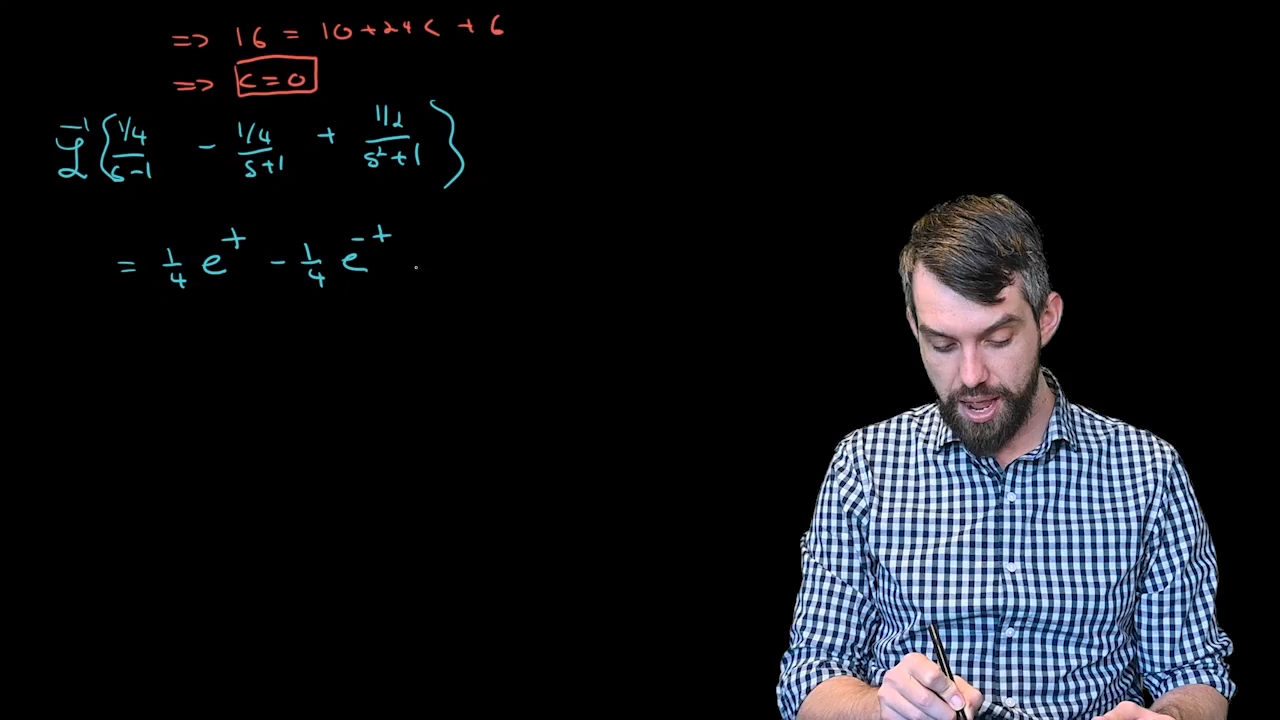 => 16 = 10 + 24c + 6
=> c = 0
ℒ⁻¹{ (1/4)/(s-1) - (1/4)/(s+1) + (1/2)/(s²+1) }
= 1/4 e^t - 1/4 e^-t